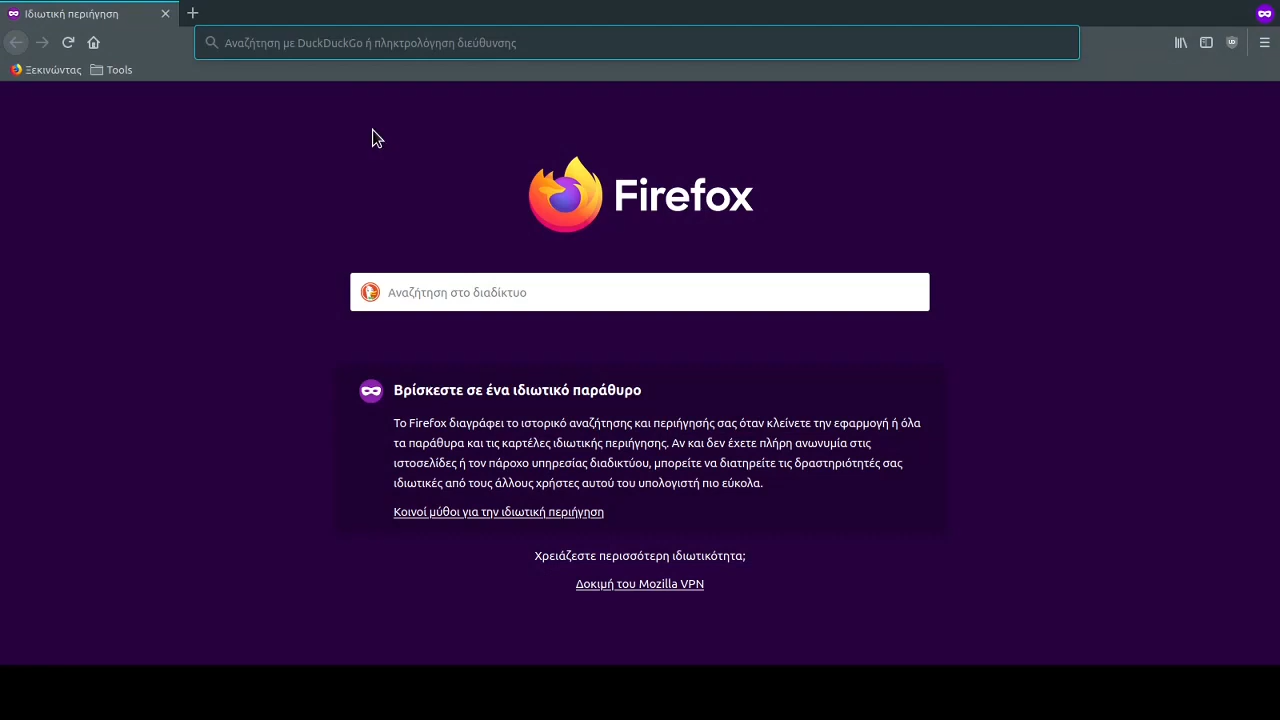 Ιδιωτική περιήγηση
Αναζήτηση με DuckDuckGo ή πληκτρολόγηση διεύθυνσης
Ξεκινώντας
Tools
Firefox
Αναζήτηση στο διαδίκτυο
Βρίσκεστε σε ένα ιδιωτικό παράθυρο
Το Firefox διαγράφει το ιστορικό αναζήτησης και περιήγησής σας όταν κλείνετε την εφαρμογή ή όλα
τα παράθυρα και τις καρτέλες ιδιωτικής περιήγησης. Αν και δεν έχετε πλήρη ανωνυμία στις
ιστοσελίδες ή τον πάροχο υπηρεσίας διαδικτύου, μπορείτε να διατηρείτε τις δραστηριότητές σας
ιδιωτικές από τους άλλους χρήστες αυτού του υπολογιστή πιο εύκολα.
Κοινοί μύθοι για την ιδιωτική περιήγηση
Χρειάζεστε περισσότερη ιδιωτικότητα;
Δοκιμή του Mozilla VPN